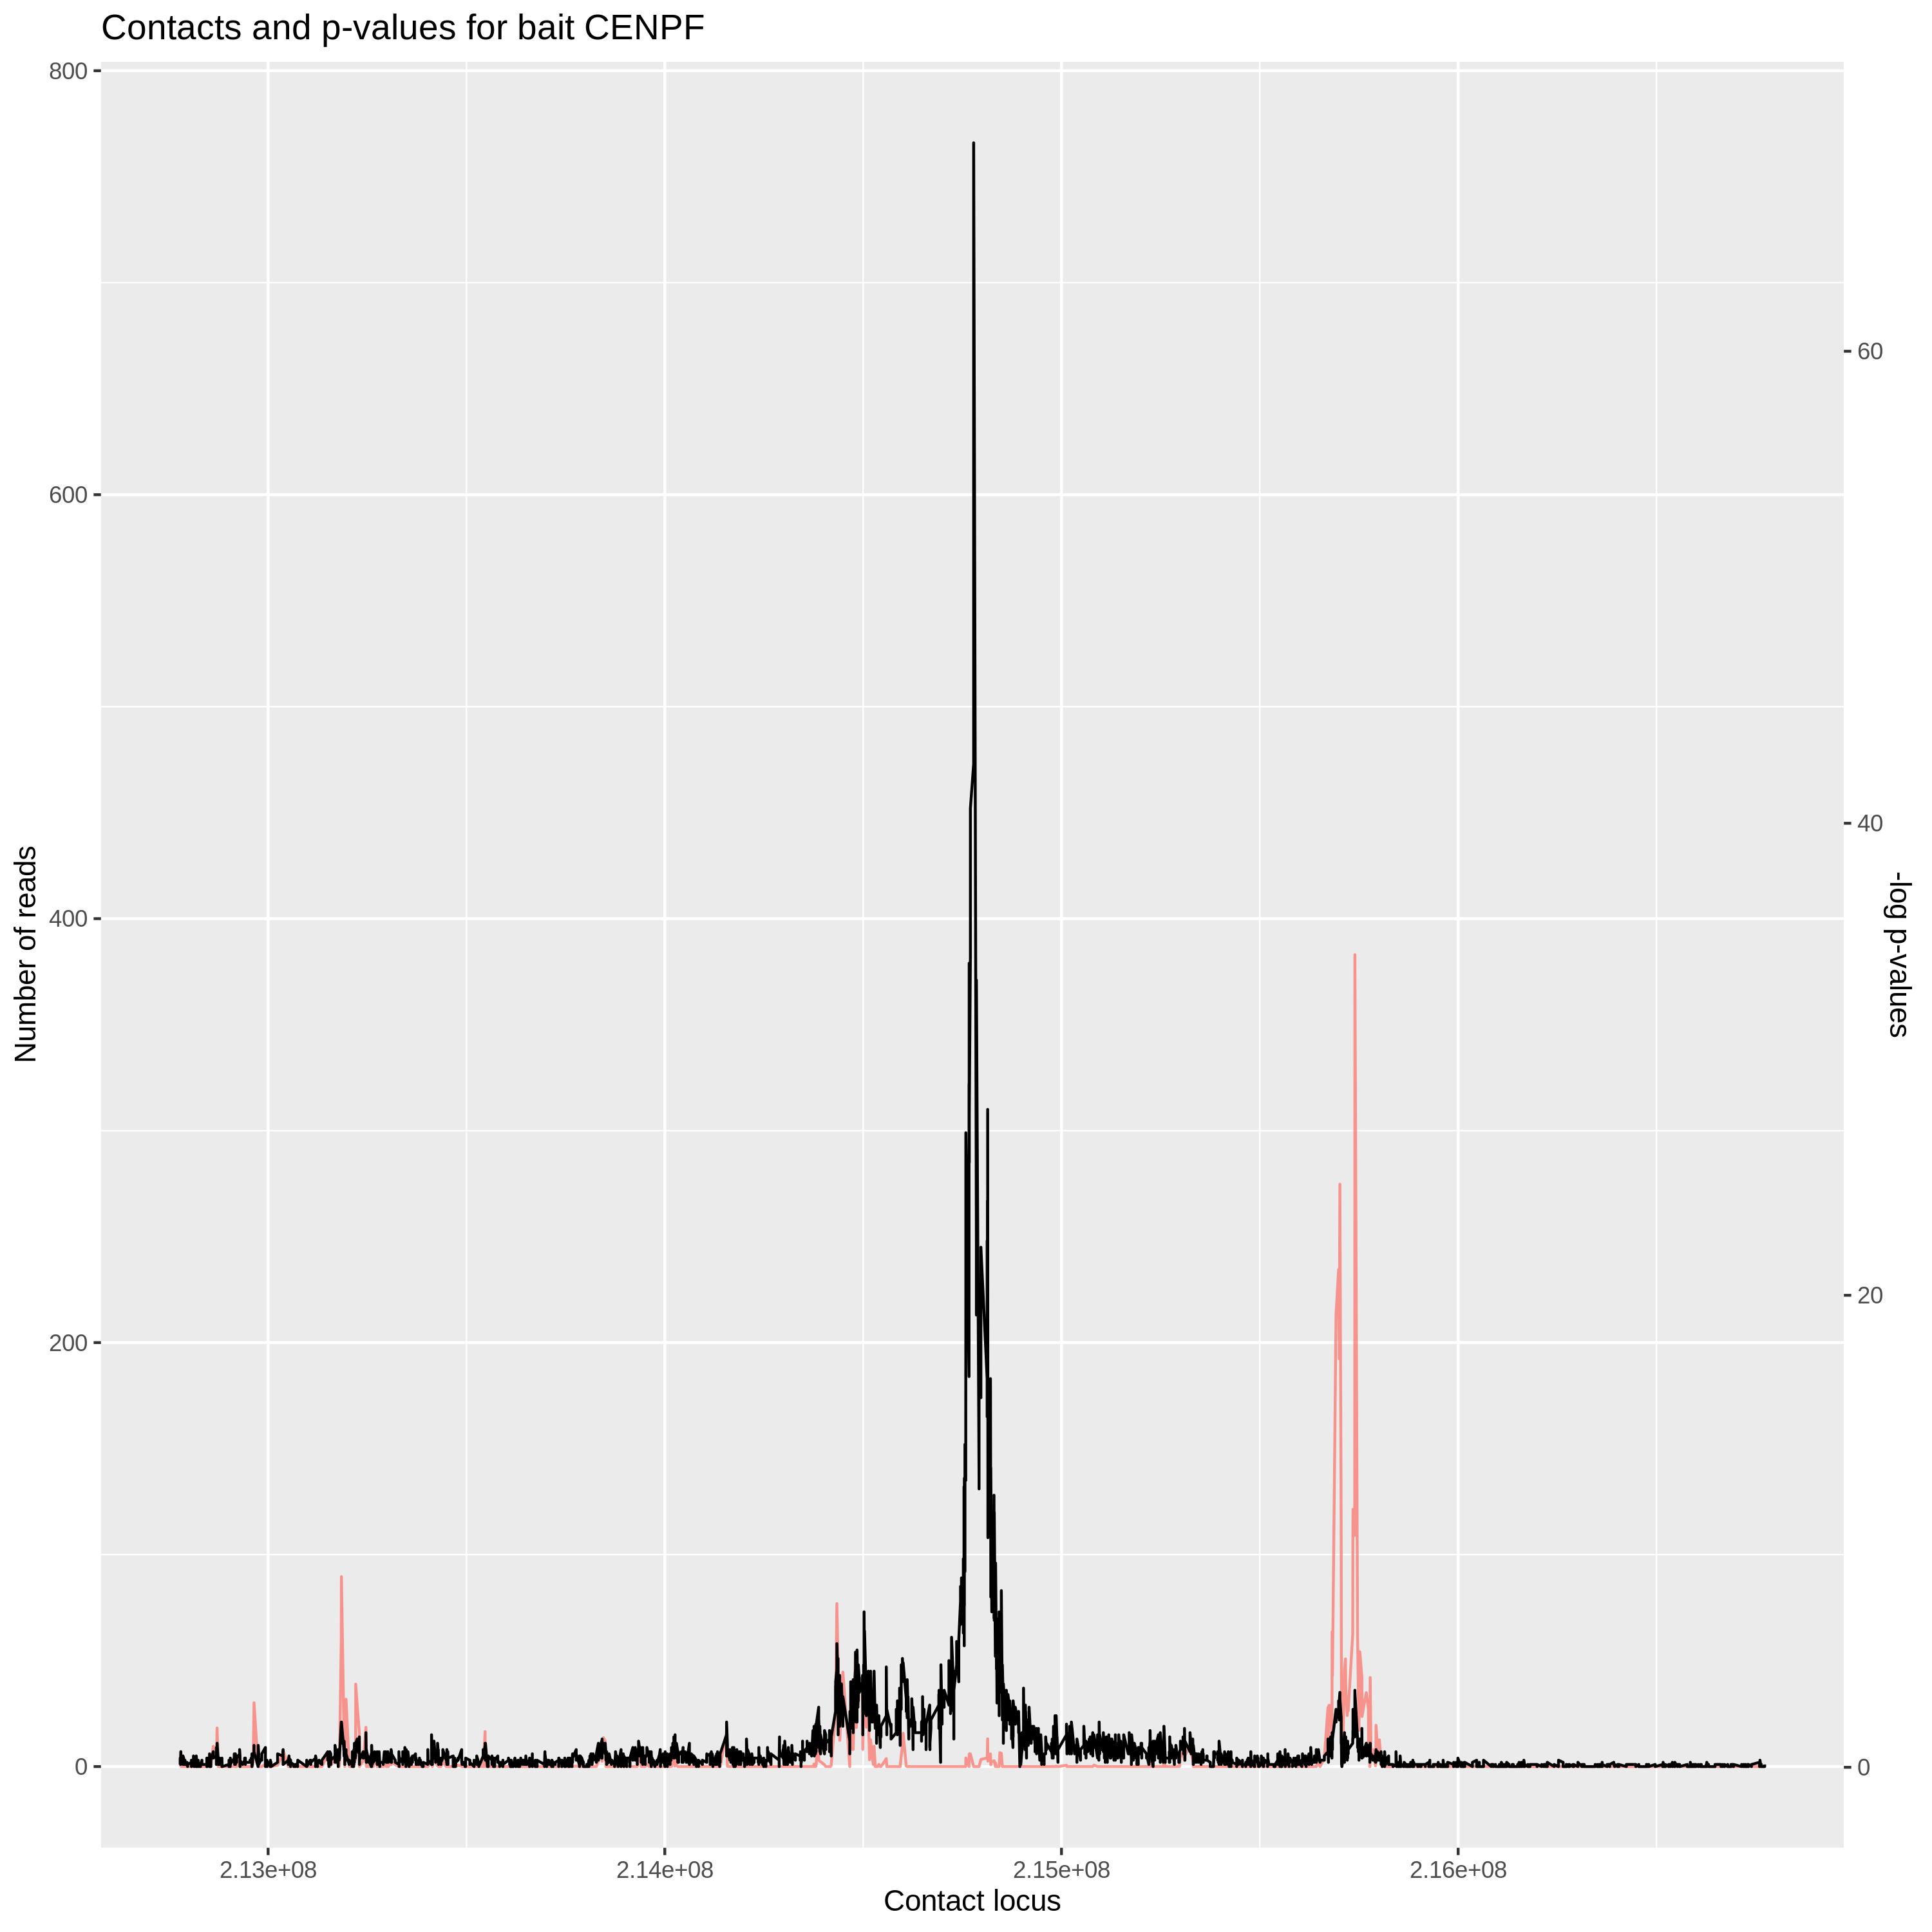 Contacts and p-values for bait CENPF
800
600
400
200
0
Number of reads
60
40
20
0
-log p-values
2.13e+08 2.14e+08 2.15e+08 2.16e+08
Contact locus